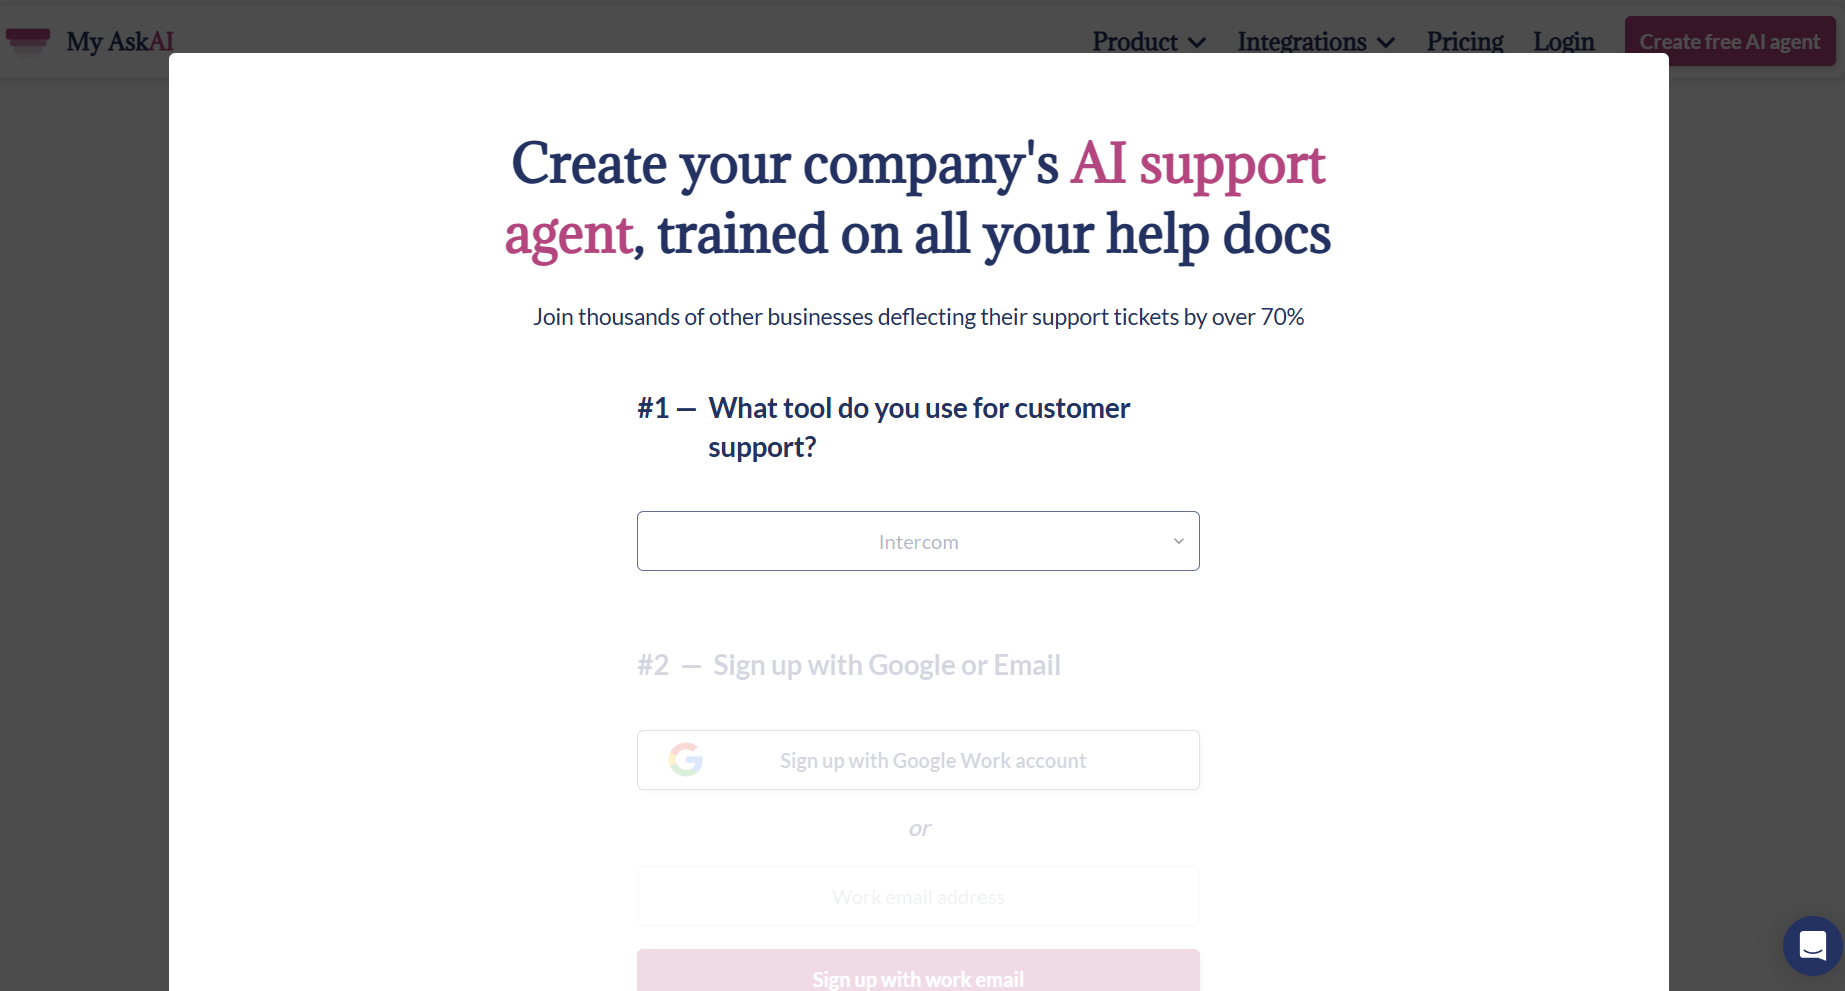 My AskAI
Product
Integrations
Pricing
Login
Create free AI agent
Create your company's AI support
agent, trained on all your help docs
Join thousands of other businesses deflecting their support tickets by over 70%
#1 — What tool do you use for customer
support?
Intercom
#2 — Sign up with Google or Email
Sign up with Google Work account
or
Work email address
Sign up with work email